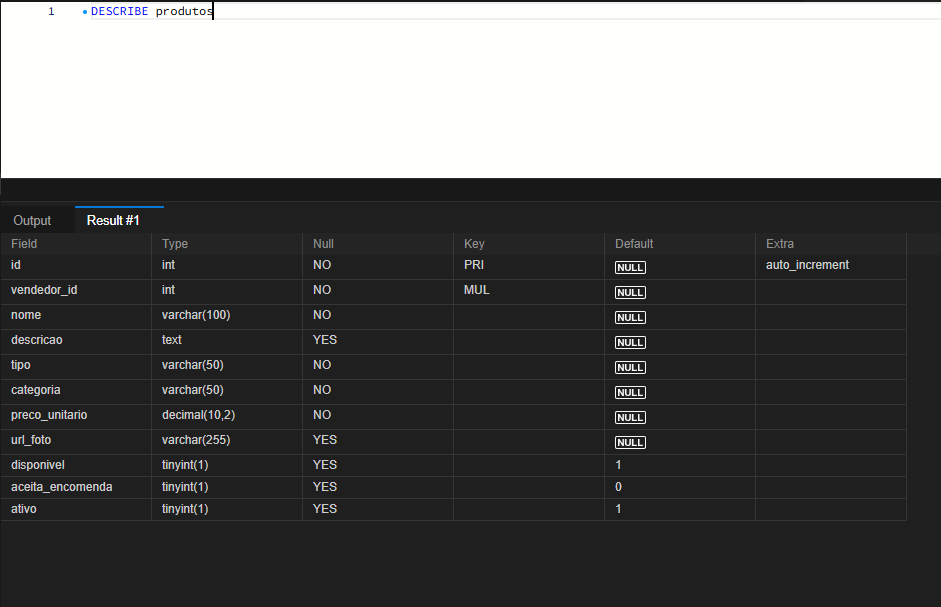 1 DESCRIBE produtos
Output Result #1
Field Type Null Key Default Extra
id int NO PRI NULL auto_increment
vendedor_id int NO MUL NULL
nome varchar(100) NO NULL
descricao text YES NULL
tipo varchar(50) NO NULL
categoria varchar(50) NO NULL
preco_unitario decimal(10,2) NO NULL
url_foto varchar(255) YES NULL
disponivel tinyint(1) YES 1
aceita_encomenda tinyint(1) YES 0
ativo tinyint(1) YES 1